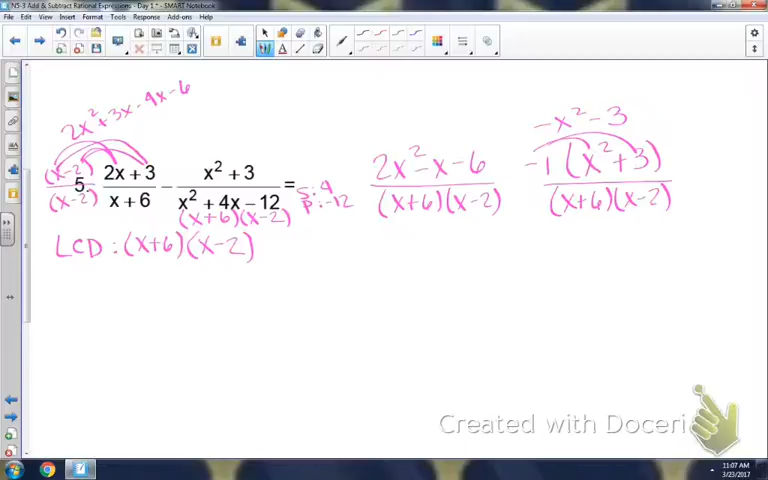 N5-3 Add & Subtract Rational Expressions - Day 1 * - SMART Notebook
File Edit View Insert Format Tools Response Add-ons Help
2x² + 3x - 4x - 6
(x-2)
(x-2)
5. 2x + 3 / x + 6 - x² + 3 / x² + 4x - 12 =
(x+6)(x-2)
S: 4
P: -12
LCD: (x+6)(x-2)
2x² - x - 6
(x+6)(x-2)
-x² - 3
-1(x² + 3)
(x+6)(x-2)
Created with Doceri
11:07 AM
3/23/2017